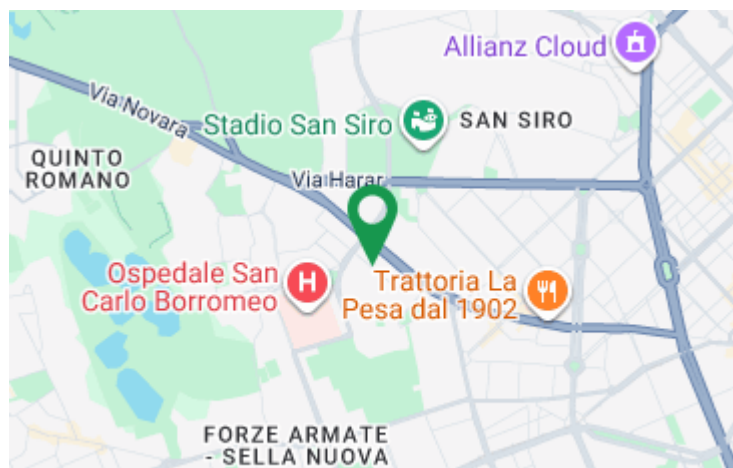 Allianz Cloud
Via Novara
Stadio San Siro
SAN SIRO
QUINTO
ROMANO
Via Harar
Ospedale San
Carlo Borromeo
H
Trattoria La
Pesa dal 1902
FORZE ARMATE
- SELLA NUOVA